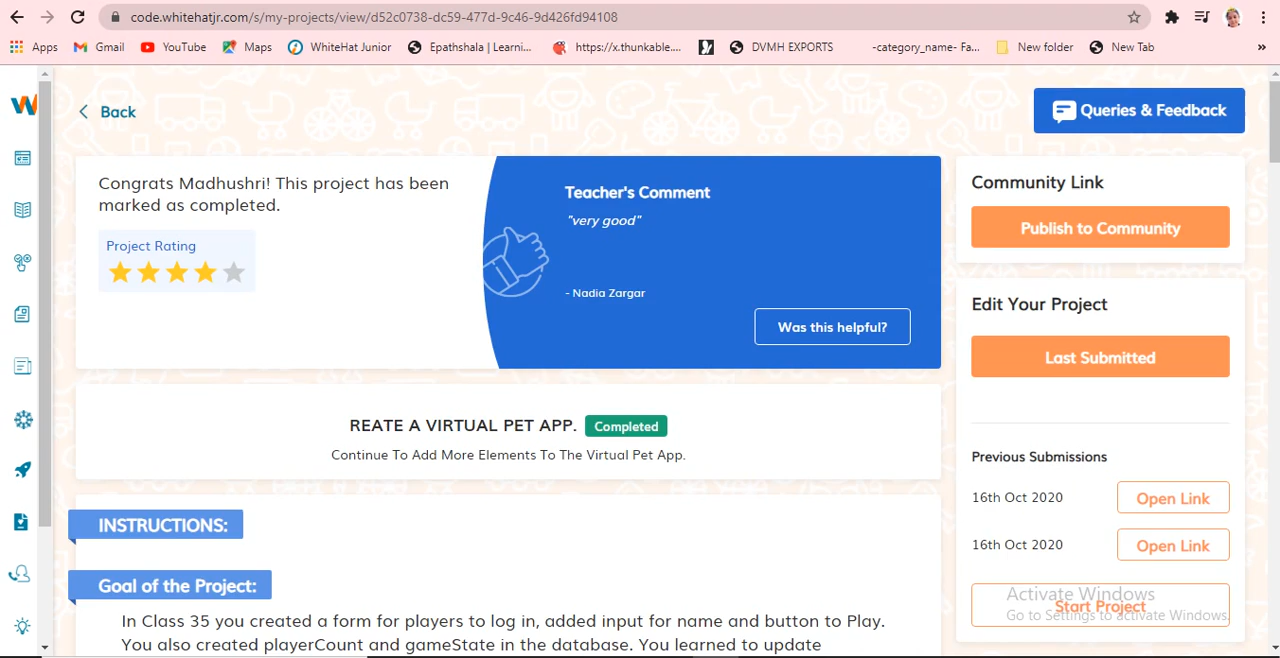 code.whitehatjr.com/s/my-projects/view/d52c0738-dc59-477d-9c46-9d426fd94108
Apps Gmail YouTube Maps WhiteHat Junior Epathshala | Learni... https://x.thunkable.... DVMH EXPORTS -category_name- Fa... New folder New Tab »
Back
Queries & Feedback
Congrats Madhushri! This project has been
marked as completed.
Project Rating
Teacher's Comment
"very good"
- Nadia Zargar
Was this helpful?
Community Link
Publish to Community
Edit Your Project
Last Submitted
Previous Submissions
16th Oct 2020 Open Link
16th Oct 2020 Open Link
Start Project
Activate Windows
Go to Settings to activate Windows.
REATE A VIRTUAL PET APP. Completed
Continue To Add More Elements To The Virtual Pet App.
INSTRUCTIONS:
Goal of the Project:
In Class 35 you created oform for players to log in, added input for name and button to Play.
You also created playerCount and gameState in the database. You learned to update